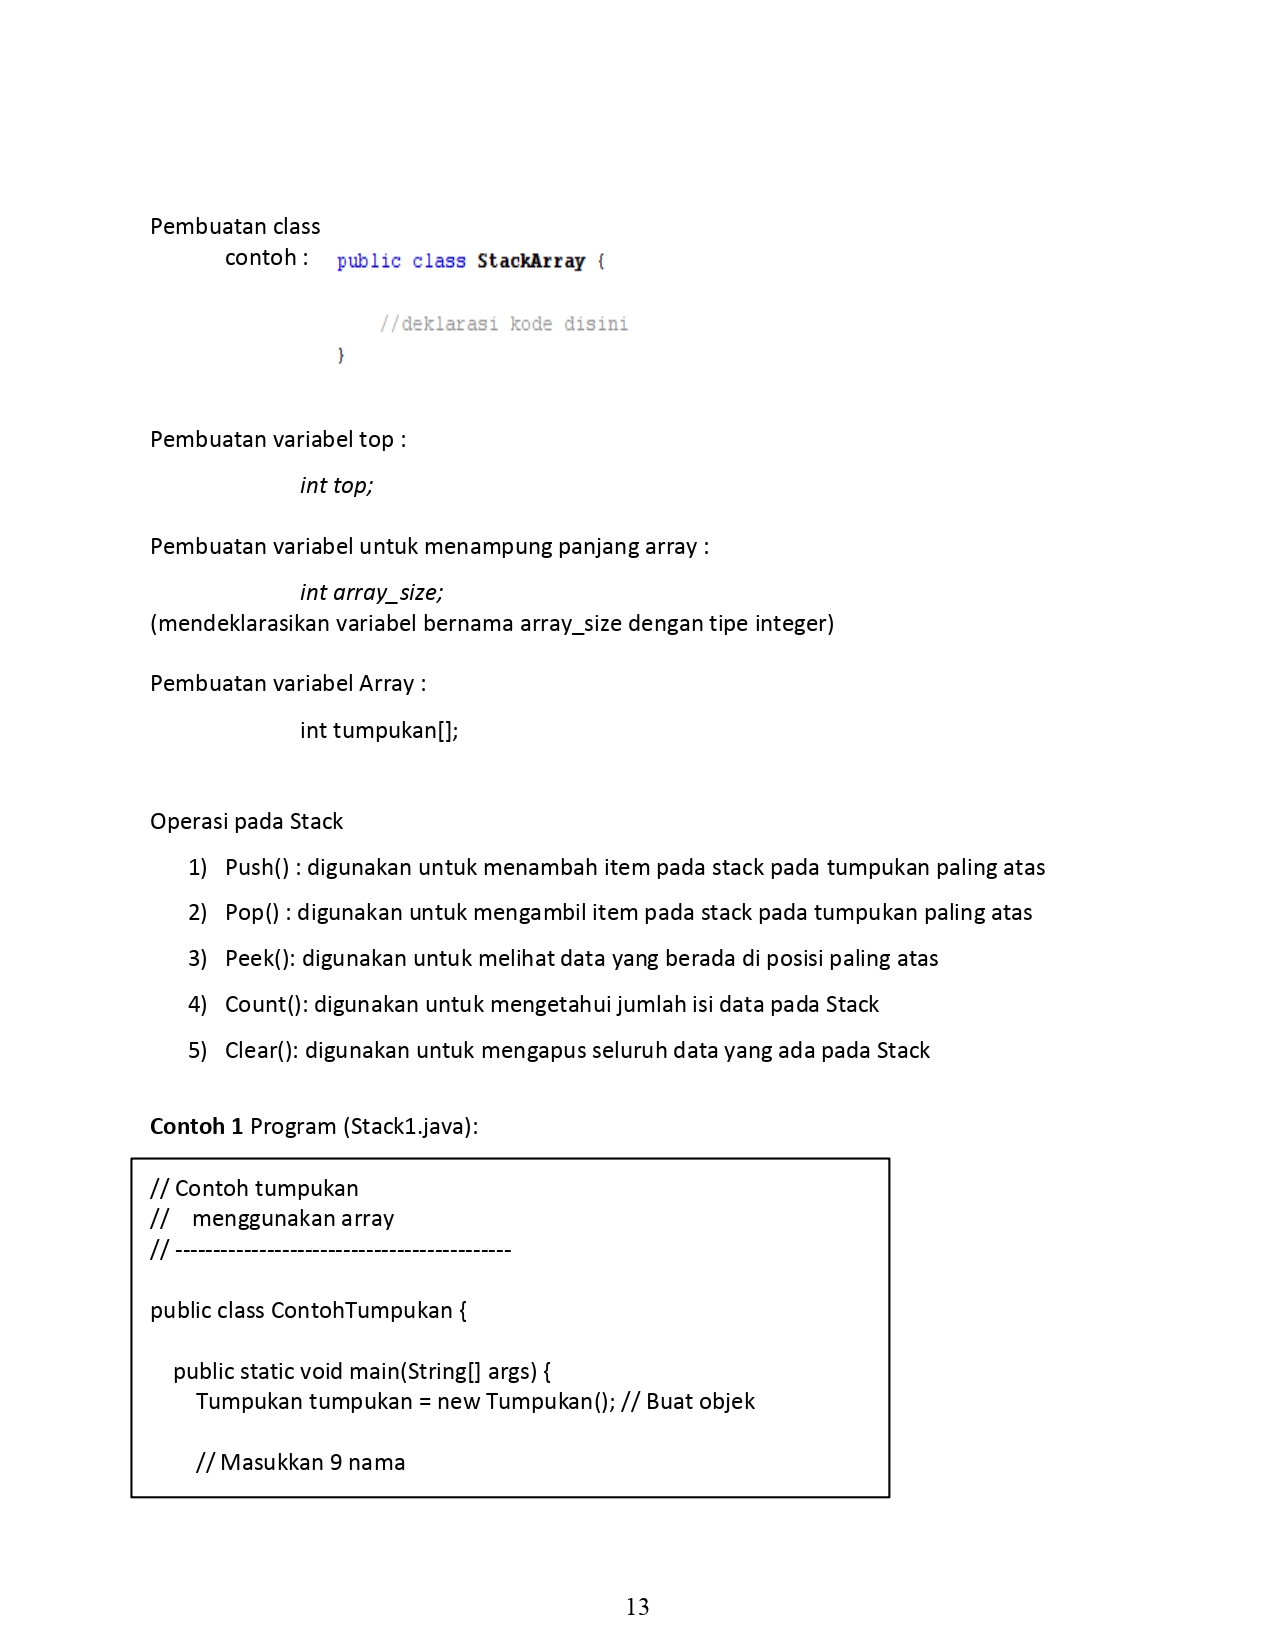 Pembuatan class
contoh :
public class StackArray {
//deklarasi kode disini
}
Pembuatan variabel top :
int top;
Pembuatan variabel untuk menampung panjang array :
int array_size;
(mendeklarasikan variabel bernama array_size dengan tipe integer)
Pembuatan variabel Array :
int tumpukan[];
Operasi pada Stack
1) Push() : digunakan untuk menambah item pada stack pada tumpukan paling atas
2) Pop() : digunakan untuk mengambil item pada stack pada tumpukan paling atas
3) Peek(): digunakan untuk melihat data yang berada di posisi paling atas
4) Count(): digunakan untuk mengetahui jumlah isi data pada Stack
5) Clear(): digunakan untuk mengapus seluruh data yang ada pada Stack
Contoh 1 Program (Stack1.java):
// Contoh tumpukan
// menggunakan array
// --------------------------------------------
public class ContohTumpukan {
public static void main(String[] args) {
Tumpukan tumpukan = new Tumpukan(); // Buat objek
// Masukkan 9 nama
13